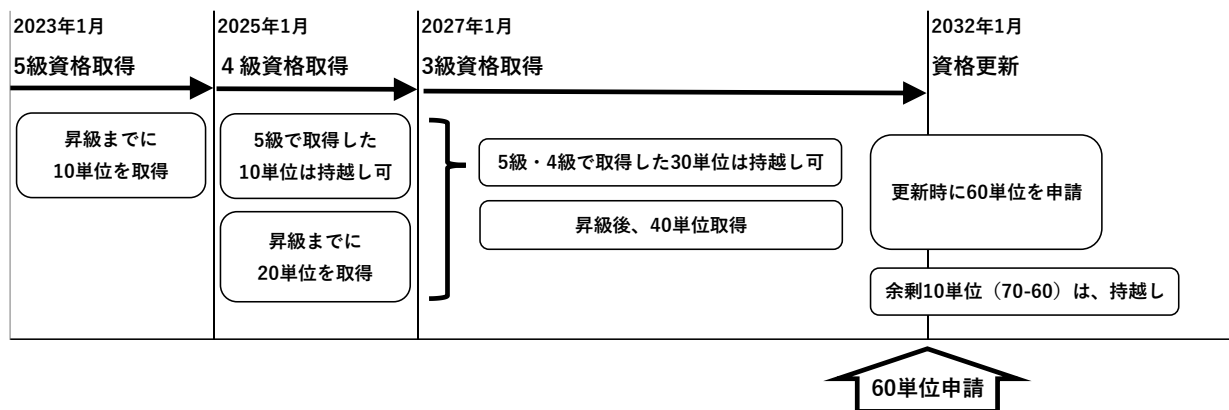 2023年1月
5級資格取得
2025年1月
４級資格取得
2027年1月
3級資格取得
2032年1月
資格更新
昇級までに
10単位を取得
5級で取得した
10単位は持越し可
昇級までに
20単位を取得
5級・4級で取得した30単位は持越し可
昇級後、40単位取得
更新時に60単位を申請
余剰10単位（70-60）は、持越し
60単位申請